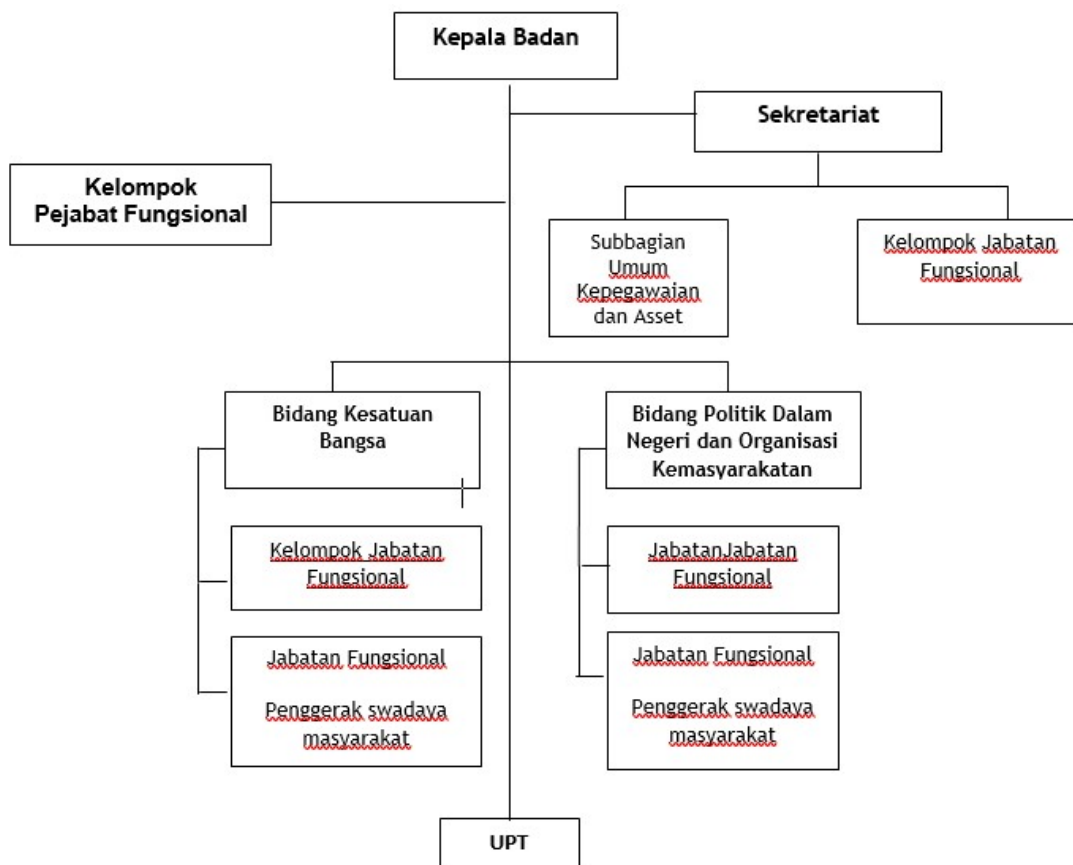 Kepala Badan
Sekretariat
Kelompok
Pejabat Fungsional
Subbagian
Umum
Kepegawaian
dan Asset
Kelompok Jabatan
Fungsional
Bidang Kesatuan
Bangsa
Bidang Politik Dalam
Negeri dan Organisasi
Kemasyarakatan
Kelompok Jabatan
Fungsional
JabatanJabatan
Fungsional
Jabatan Fungsional
Penggerak swadaya
masyarakat
Jabatan Fungsional
Penggerak swadaya
masyarakat
UPT